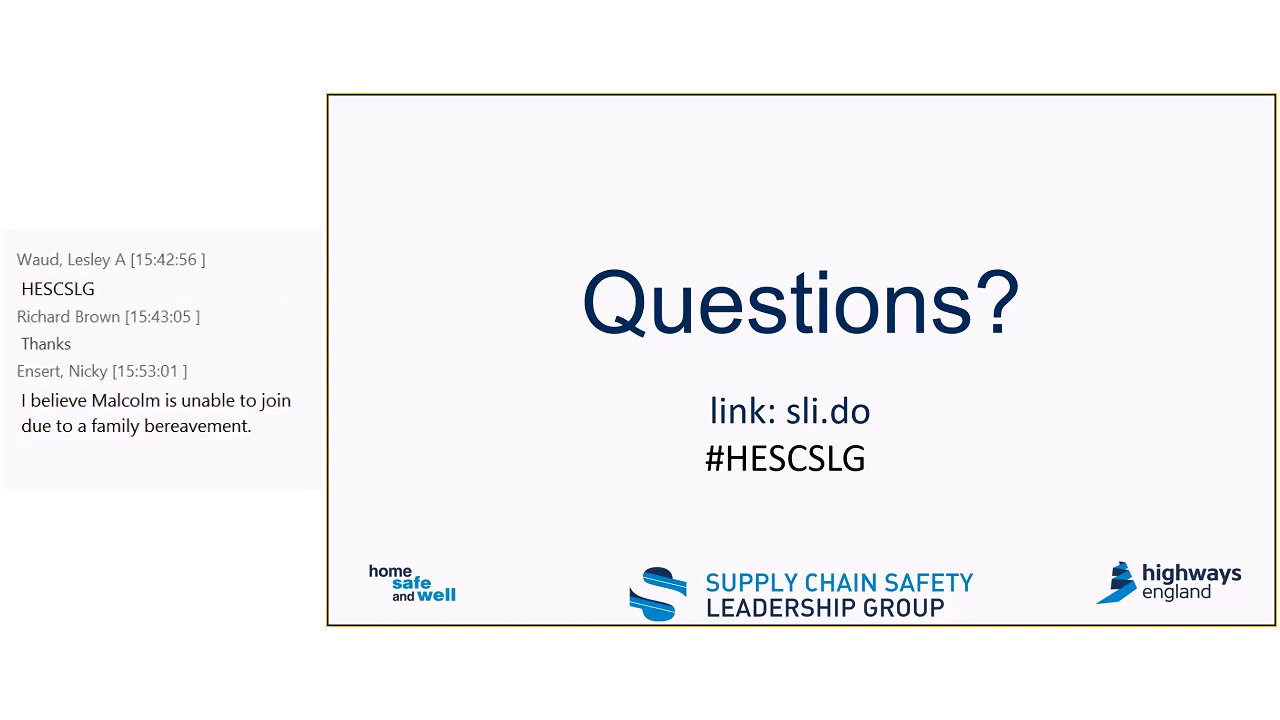 Waud, Lesley A [15:42:56 ]
HESCSLG
Richard Brown [15:43:05 ]
Thanks
Ensert, Nicky [15:53:01 ]
I believe Malcolm is unable to join
due to a family bereavement.
Questions?
link: sli.do
#HESCSLG
home
safe
and well
SUPPLY CHAIN SAFETY
LEADERSHIP GROUP
highways
england